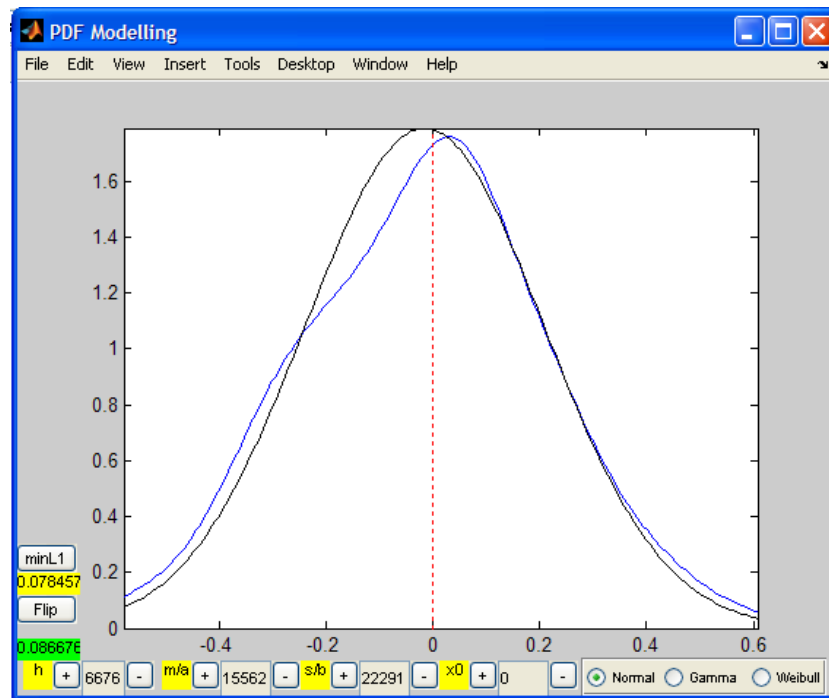 PDF Modelling
File Edit View Insert Tools Desktop Window Help
1.6
1.4
1.2
1
0.8
0.6
0.4
0.2
0
-0.4 -0.2 0 0.2 0.4 0.6
minL1
0.078457
Flip
0.086676
h + 6676 - m/a + 15562 - s/b + 22291 - x0 + 0 - Normal Gamma Weibull